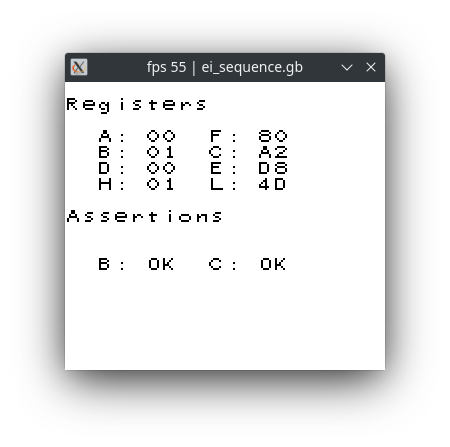 fps 55 | ei_sequence.gb
Registers
A: 00 F: 80
B: 01 C: A2
D: 00 E: D8
H: 01 L: 4D
Assertions
B: OK C: OK